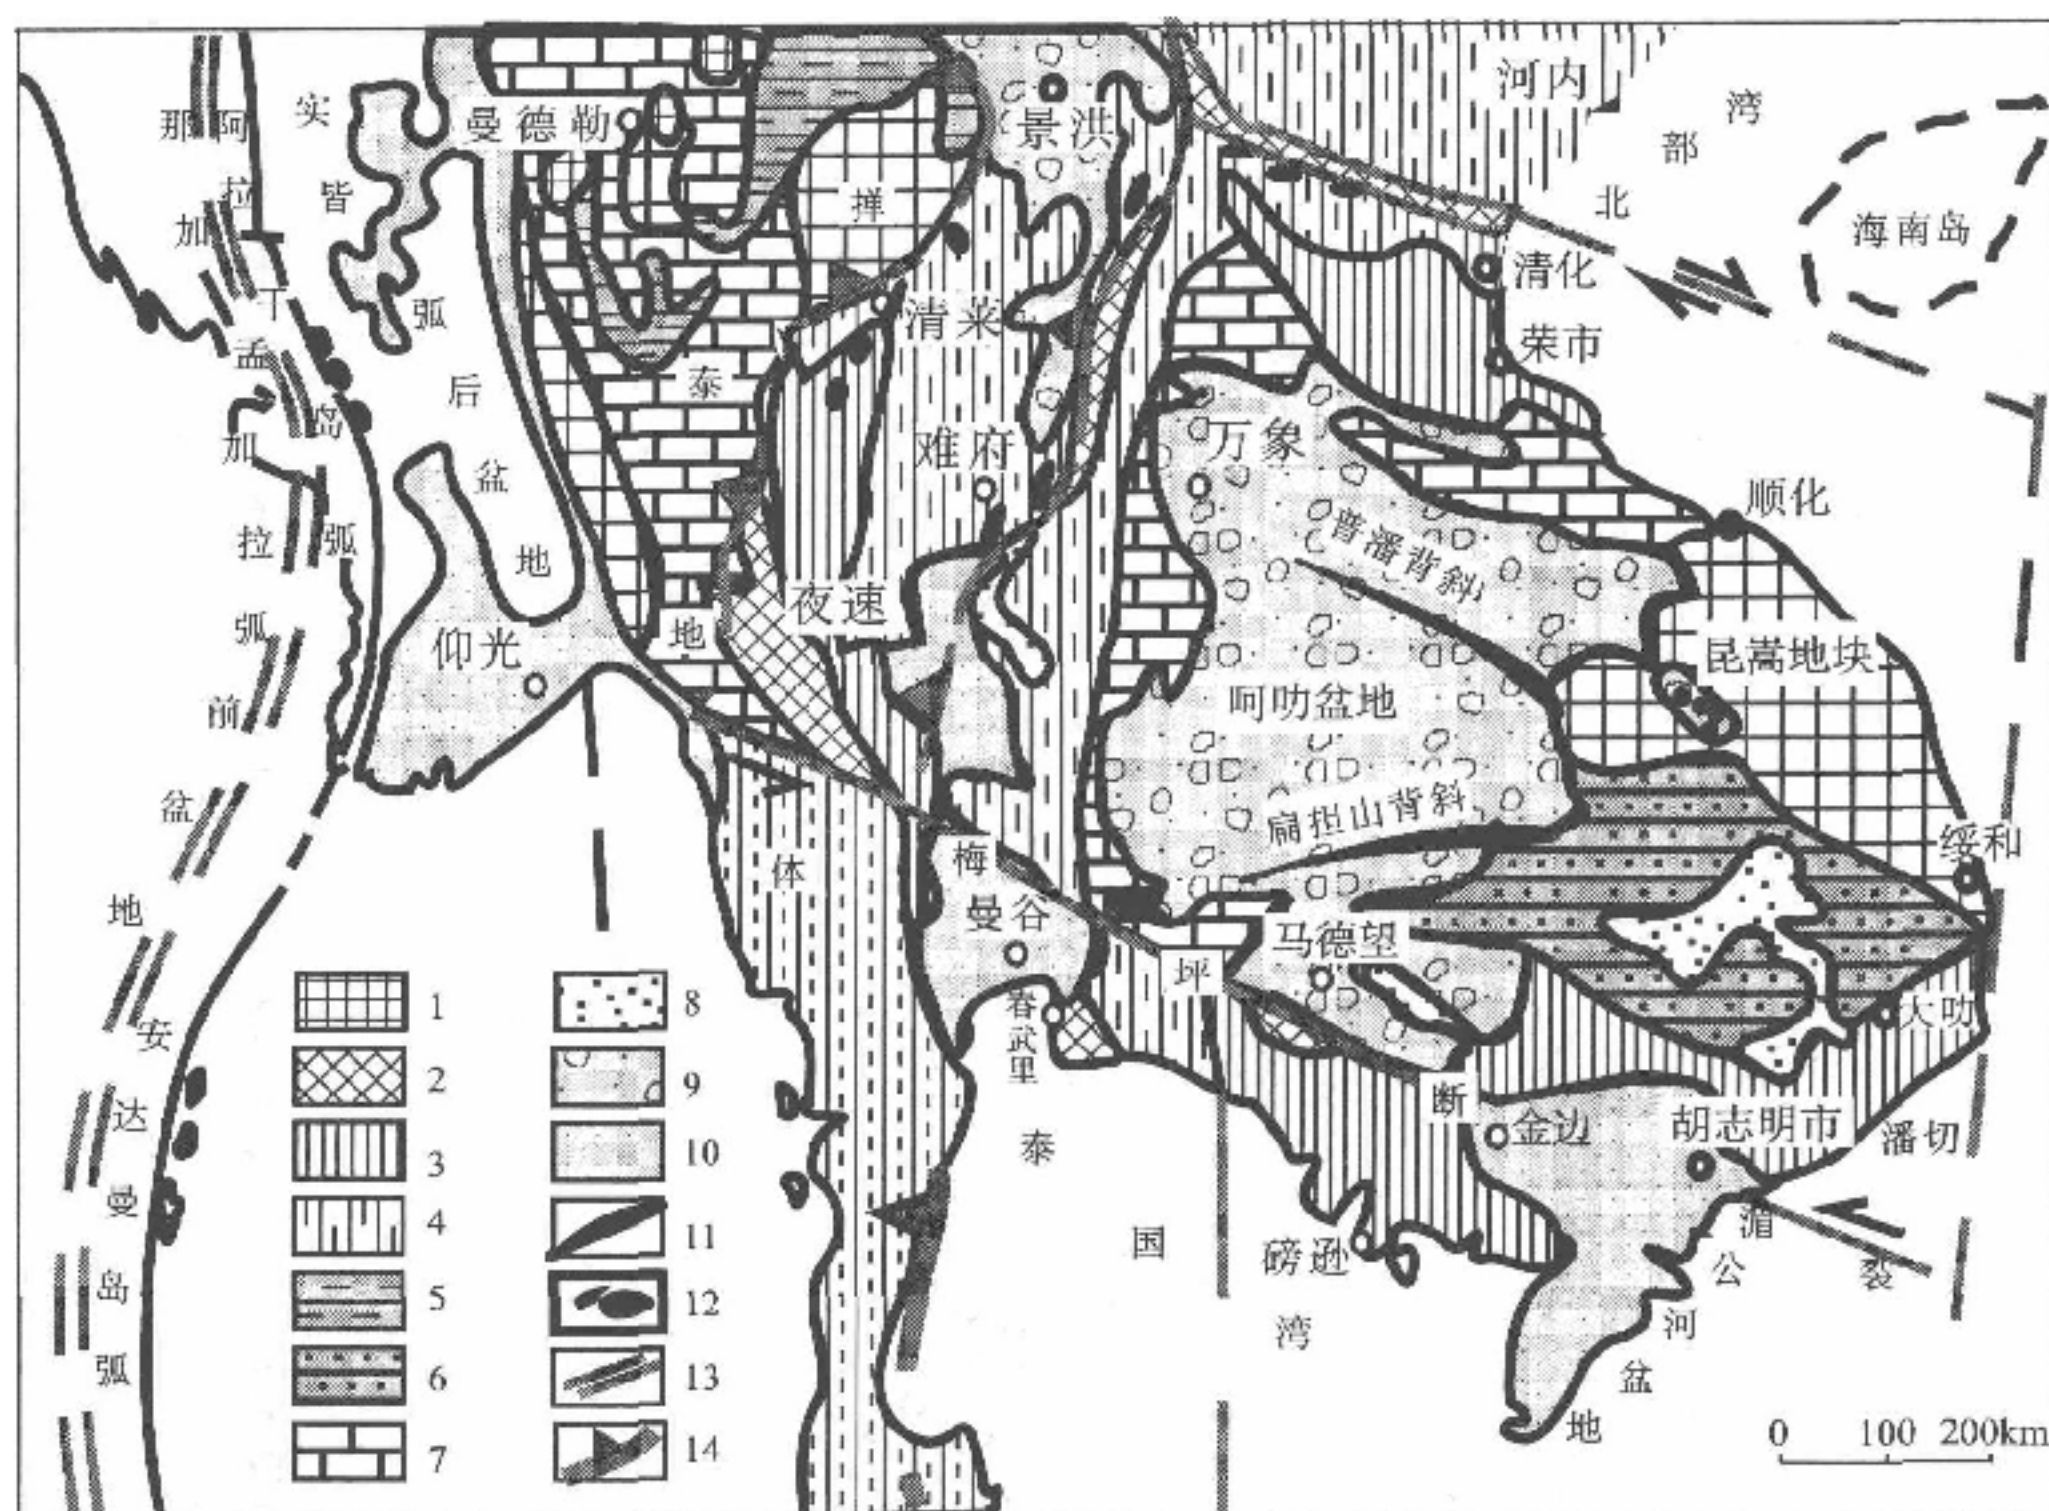 河内
北部湾
海南岛
实皆弧后盆地
那加
阿拉
曼德勒
景洪
掸
泰
地
体
清莱
清化
荣市
孟加拉弧前盆地
岛弧
难府
万象
顺化
普潘背斜
夜速
仰光
昆嵩地块
呵叻盆地
扁担山背斜
绥和
梅
坪
断
裂
曼谷
马德望
春武里
大叻
安达曼岛弧
金边
胡志明市
潘切
泰国湾
磅逊
湄公河盆地
1
2
3
4
5
6
7
8
9
10
11
12
13
14
0 100 200km